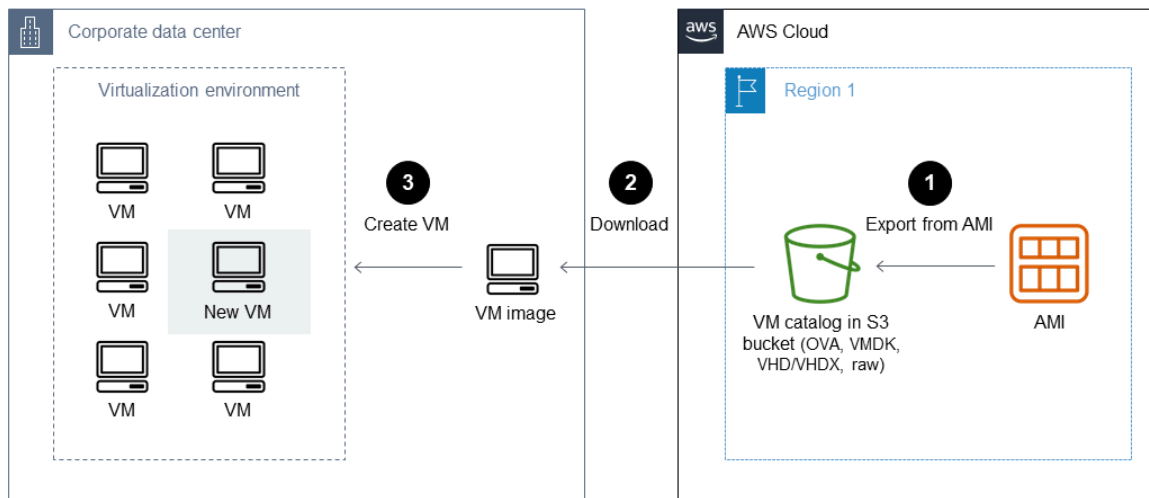 Corporate data center
aws
AWS Cloud
Virtualization environment
Region 1
VM
VM
3
Create VM
2
Download
1
Export from AMI
VM
New VM
VM image
VM catalog in S3
bucket (OVA, VMDK,
VHD/VHDX, raw)
AMI
VM
VM